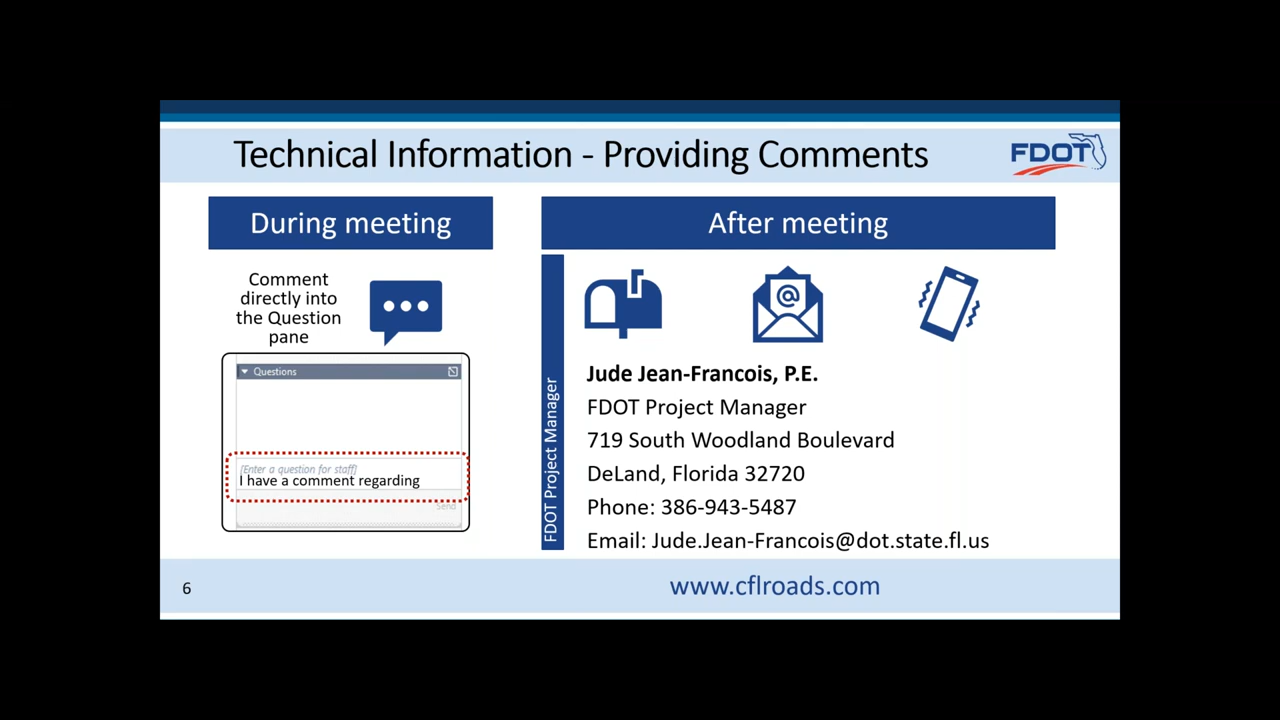 Technical Information - Providing Comments
FDOT
During meeting
Comment
directly into
the Question
pane
Questions
[Enter a question for staff]
I have a comment regarding
Send
After meeting
FDOT Project Manager
@
Jude Jean-Francois, P.E.
FDOT Project Manager
719 South Woodland Boulevard
DeLand, Florida 32720
Phone: 386-943-5487
Email: Jude.Jean-Francois@dot.state.fl.us
6
www.cflroads.com